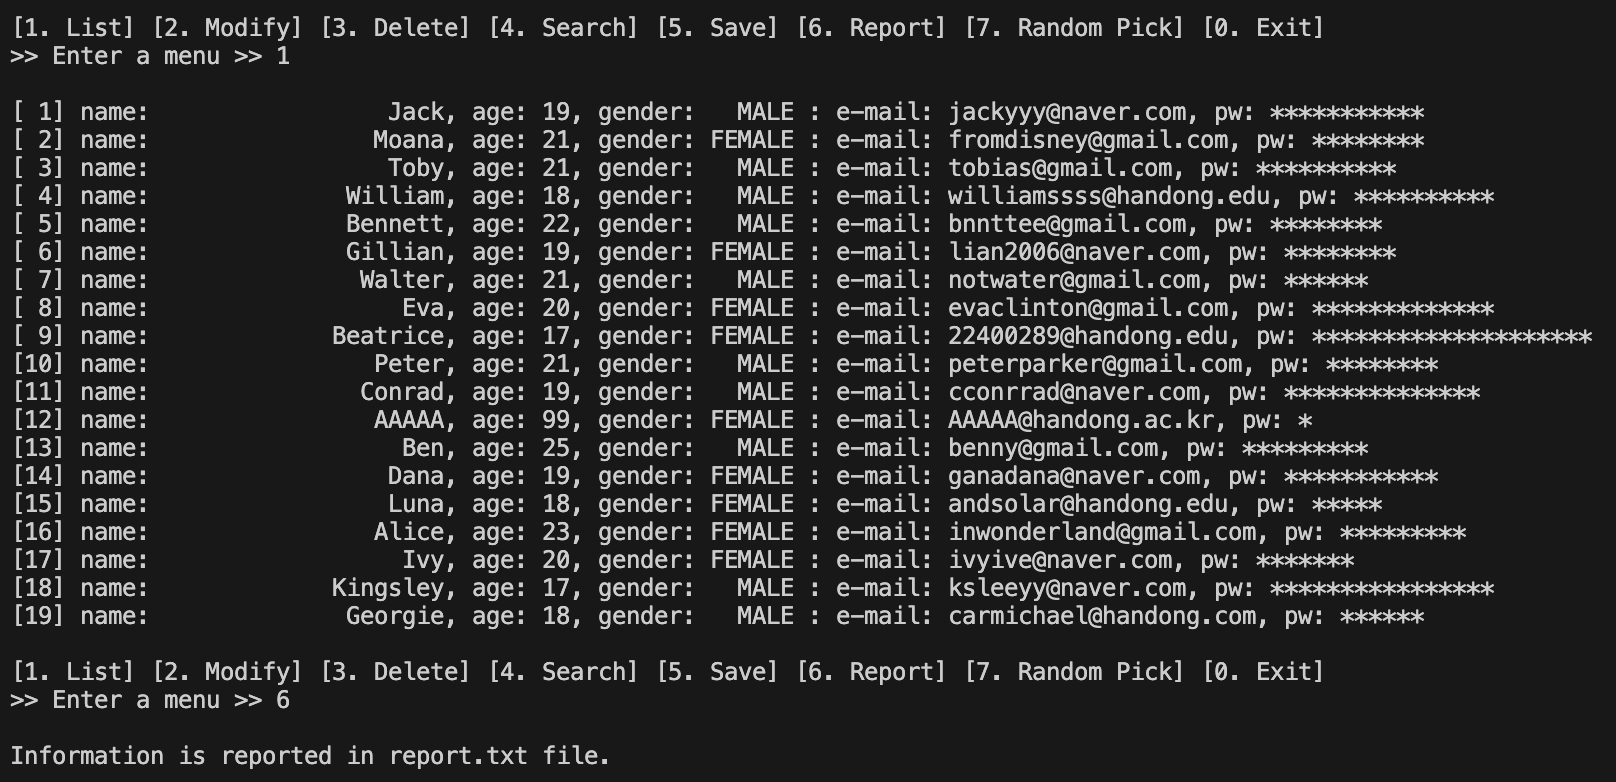 [1. List] [2. Modify] [3. Delete] [4. Search] [5. Save] [6. Report] [7. Random Pick] [0. Exit]
>> Enter a menu >> 1
[ 1] name:                 Jack, age: 19, gender:   MALE : e-mail: jackyyy@naver.com, pw: ***********
[ 2] name:                Moana, age: 21, gender: FEMALE : e-mail: fromdisney@gmail.com, pw: ********
[ 3] name:                 Toby, age: 21, gender:   MALE : e-mail: tobias@gmail.com, pw: **********
[ 4] name:              William, age: 18, gender:   MALE : e-mail: williamssss@handong.edu, pw: **********
[ 5] name:              Bennett, age: 22, gender:   MALE : e-mail: bnnttee@gmail.com, pw: ********
[ 6] name:              Gillian, age: 19, gender: FEMALE : e-mail: lian2006@naver.com, pw: ********
[ 7] name:               Walter, age: 21, gender:   MALE : e-mail: notwater@gmail.com, pw: ******
[ 8] name:                  Eva, age: 20, gender: FEMALE : e-mail: evaclinton@gmail.com, pw: *************
[ 9] name:             Beatrice, age: 17, gender: FEMALE : e-mail: 22400289@handong.edu, pw: ********************
[10] name:                Peter, age: 21, gender:   MALE : e-mail: peterparker@gmail.com, pw: ********
[11] name:               Conrad, age: 19, gender:   MALE : e-mail: cconrrad@naver.com, pw: **************
[12] name:                AAAAA, age: 99, gender: FEMALE : e-mail: AAAAA@handong.ac.kr, pw: *
[13] name:                  Ben, age: 25, gender:   MALE : e-mail: benny@gmail.com, pw: *********
[14] name:                 Dana, age: 19, gender: FEMALE : e-mail: ganadana@naver.com, pw: ***********
[15] name:                 Luna, age: 18, gender: FEMALE : e-mail: andsolar@handong.edu, pw: *****
[16] name:                Alice, age: 23, gender: FEMALE : e-mail: inwonderland@gmail.com, pw: *********
[17] name:                  Ivy, age: 20, gender: FEMALE : e-mail: ivyive@naver.com, pw: *******
[18] name:             Kingsley, age: 17, gender:   MALE : e-mail: ksleeyy@naver.com, pw: ****************
[19] name:              Georgie, age: 18, gender:   MALE : e-mail: carmichael@handong.com, pw: ******
[1. List] [2. Modify] [3. Delete] [4. Search] [5. Save] [6. Report] [7. Random Pick] [0. Exit]
>> Enter a menu >> 6
Information is reported in report.txt file.